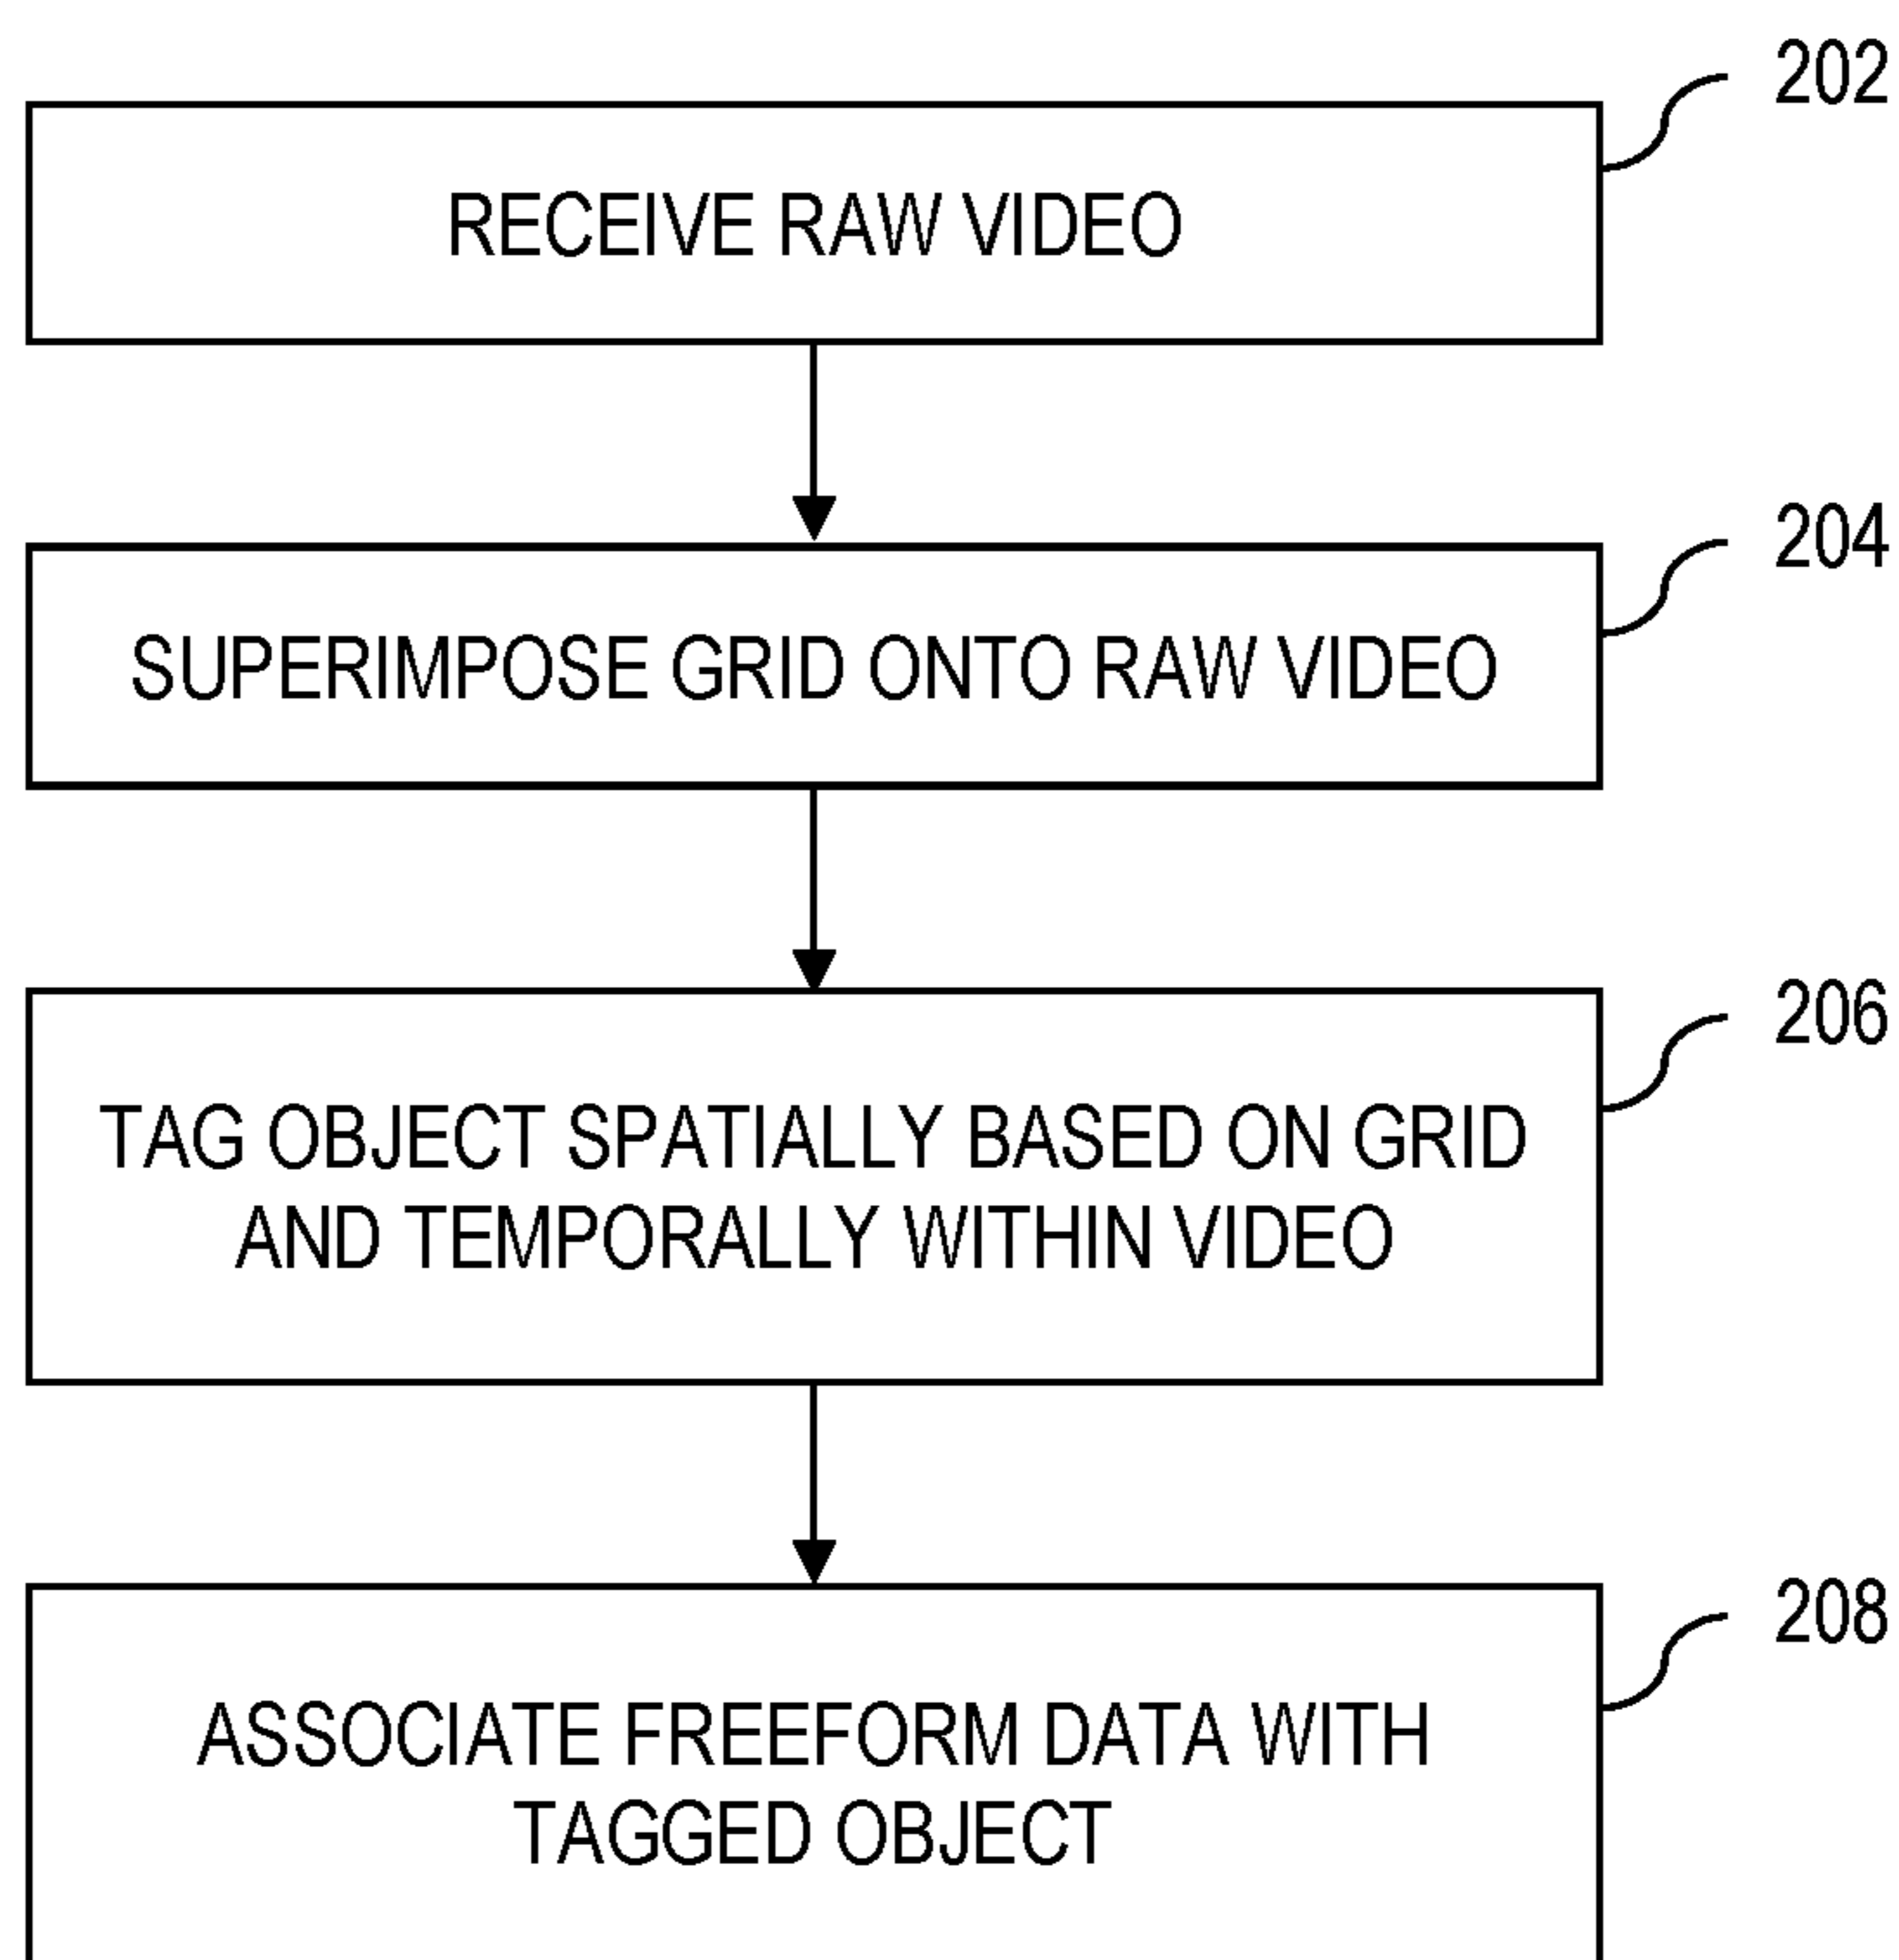 202
RECEIVE RAW VIDEO
204
SUPERIMPOSE GRID ONTO RAW VIDEO
206
TAG OBJECT SPATIALLY BASED ON GRID
AND TEMPORALLY WITHIN VIDEO
208
ASSOCIATE FREEFORM DATA WITH
TAGGED OBJECT